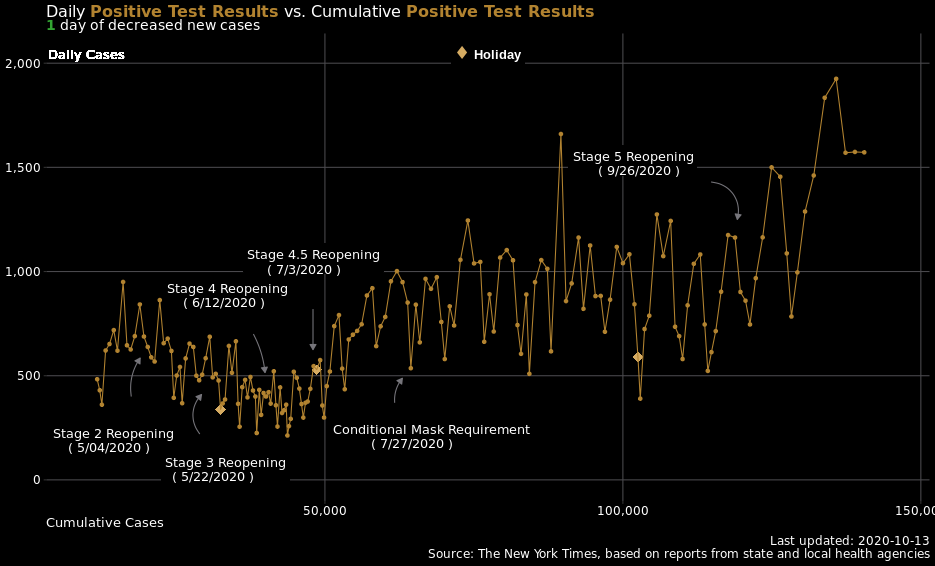 Daily Positive Test Results vs. Cumulative Positive Test Results
1 day of decreased new cases
Daily Cases
Holiday
2,000
1,500
1,000
500
0
Stage 5 Reopening
( 9/26/2020 )
Stage 4.5 Reopening
( 7/3/2020 )
Stage 4 Reopening
( 6/12/2020 )
Stage 2 Reopening
( 5/04/2020 )
Conditional Mask Requirement
( 7/27/2020 )
Stage 3 Reopening
( 5/22/2020 )
50,000
100,000
150,00
Cumulative Cases
Last updated: 2020-10-13
Source: The New York Times, based on reports from state and local health agencies